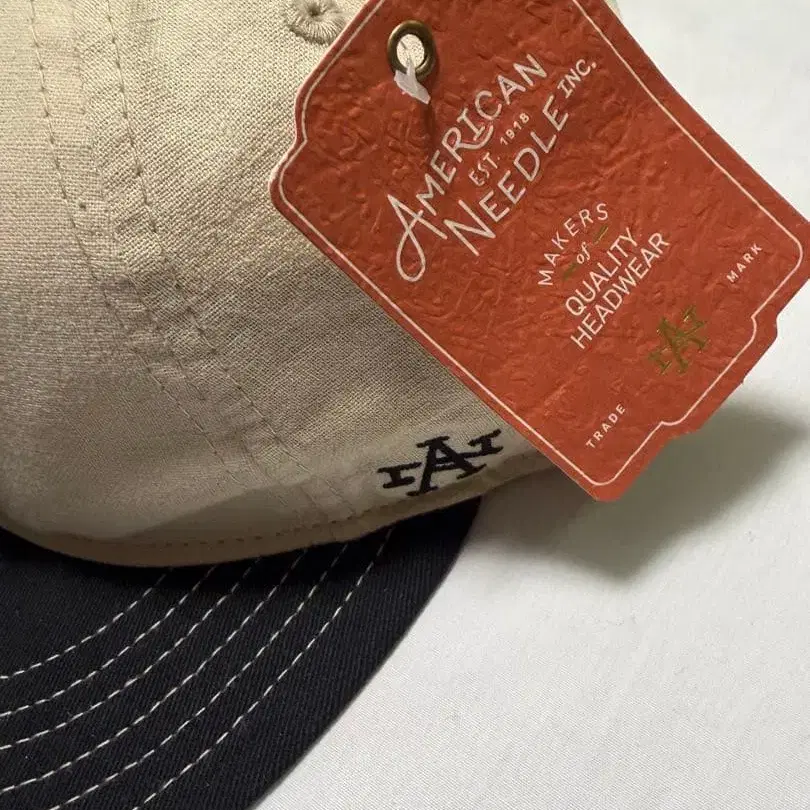 AMERICAN
EST. 1918
NEEDLE INC.
MAKERS
of
QUALITY
HEADWEAR
TRADE MARK